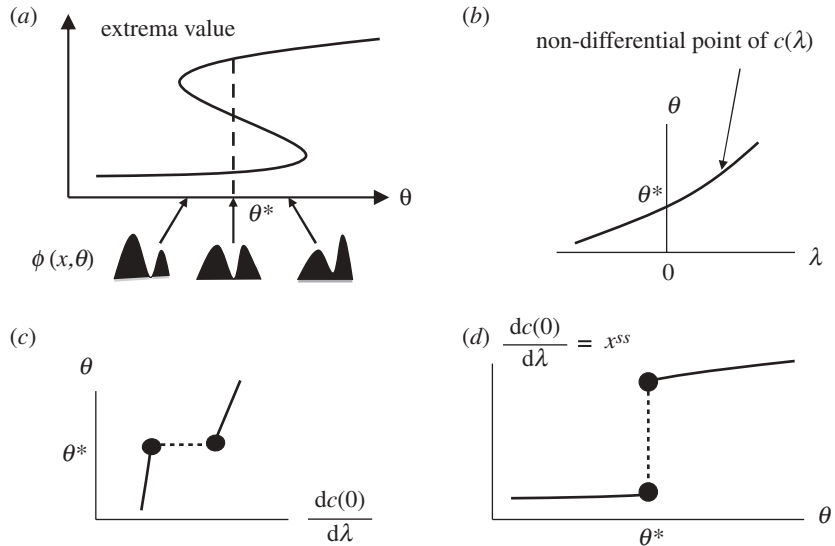 (a)
extrema value
θ
θ*
ϕ (x,θ)
(b)
non-differential point of c(λ)
θ
θ*
0
λ
(c)
θ
θ*
dc(0)
dλ
(d)
dc(0)
dλ
= x^{ss}
θ*
θ